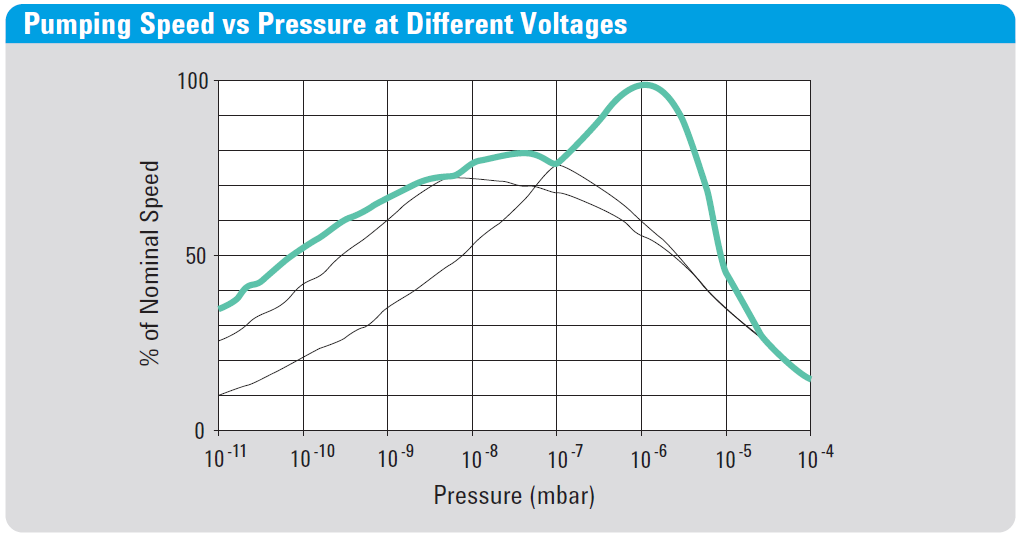 Pumping Speed vs Pressure at Different Voltages
100
50
0
% of Nominal Speed
10⁻¹¹ 10⁻¹⁰ 10⁻⁹ 10⁻⁸ 10⁻⁷ 10⁻⁶ 10⁻⁵ 10⁻⁴
Pressure (mbar)